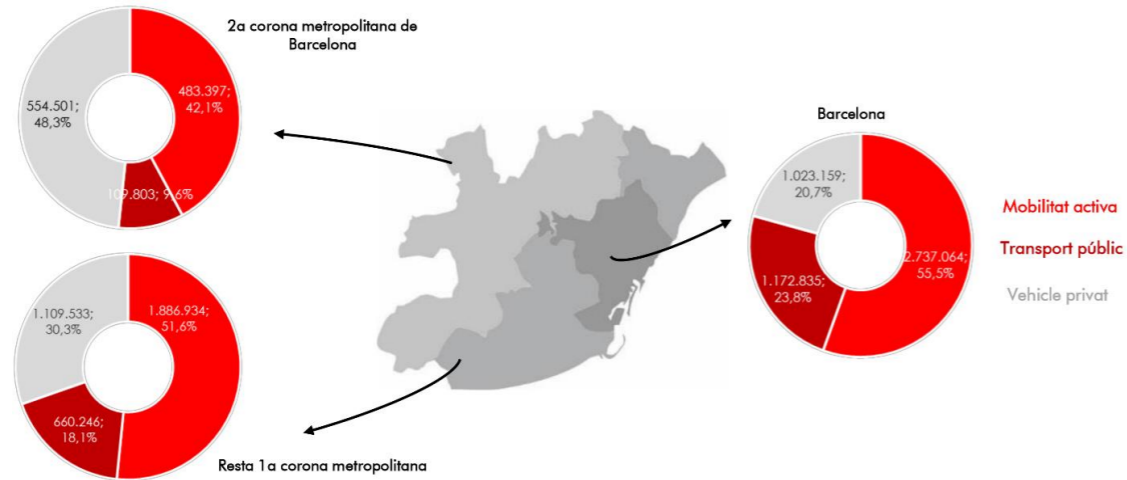 2a corona metropolitana de
Barcelona
483.397;
42,1%
554.501;
48,3%
109.803; 9,6%
Barcelona
1.023.159;
20,7%
2.737.064;
55,5%
1.172.835;
23,8%
Mobilitat activa
Transport públic
Vehicle privat
1.109.533;
30,3%
1.886.934;
51,6%
660.246;
18,1%
Resta 1a corona metropolitana